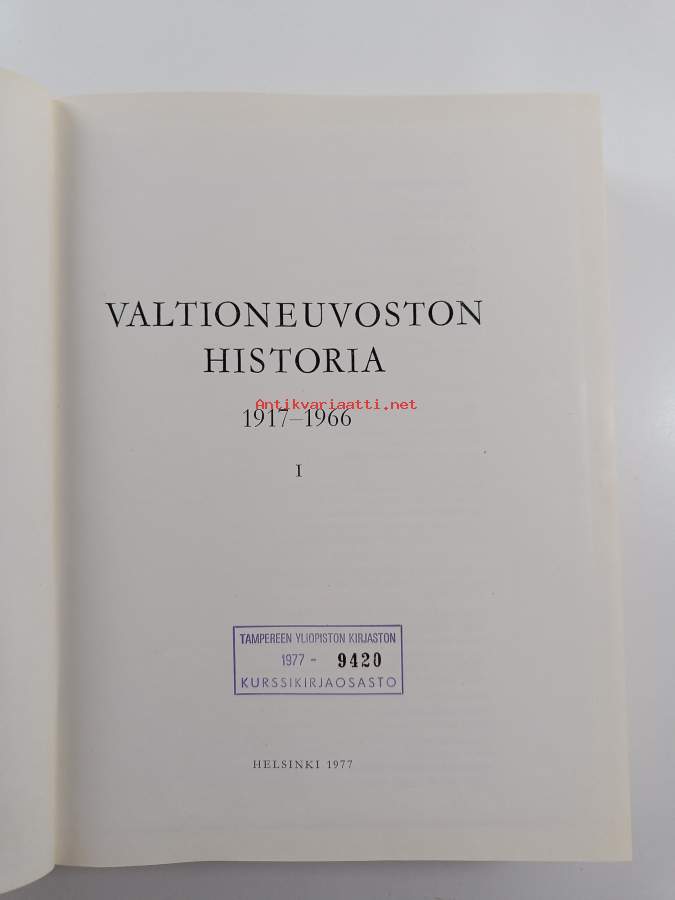 VALTIONEUVOSTON
HISTORIA
Antikvariaatti.net
1917–1966
I
TAMPEREEN YLIOPISTON KIRJASTON
1977 – 9420
KURSSIKIRJAOSASTO
HELSINKI 1977